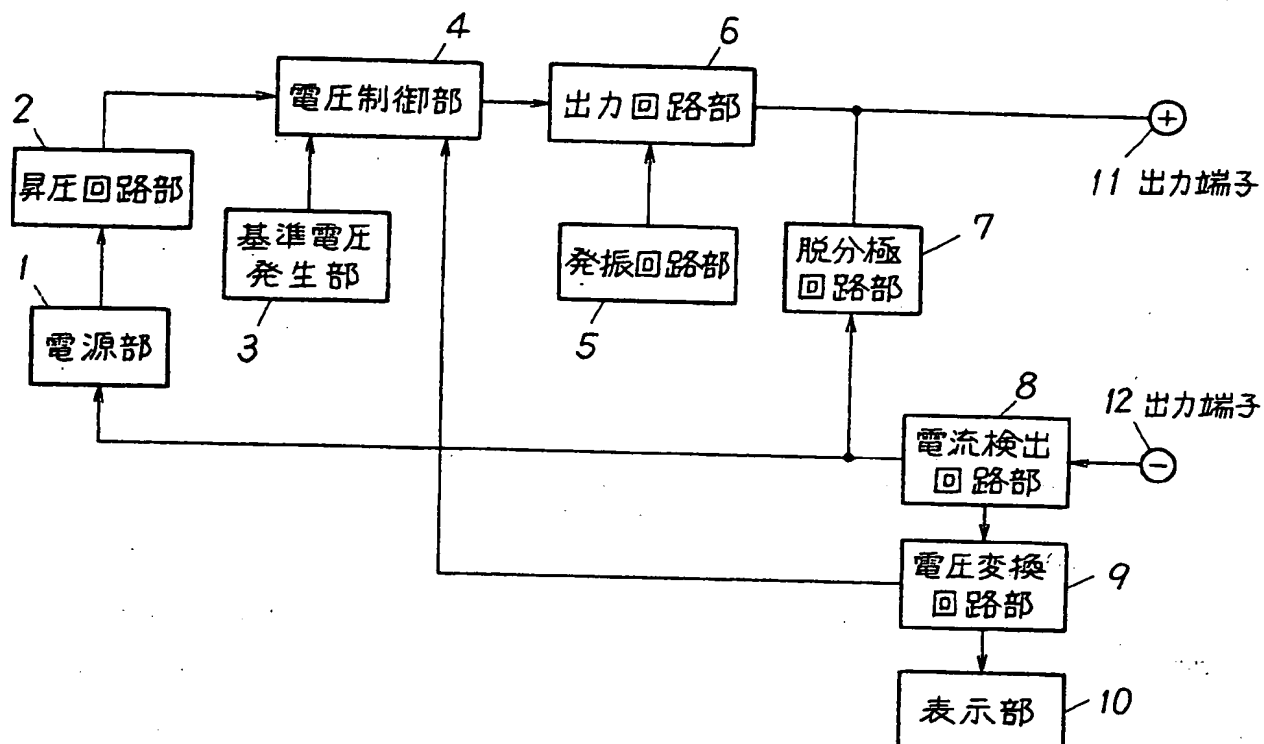 4
電圧制御部
6
出力回路部
2
昇圧回路部
+
11 出力端子
基準電圧
発生部
3
発振回路部
5
脱分極
回路部
7
1
電源部
8
電流検出
回路部
12 出力端子
−
電圧変換
回路部
9
表示部
10